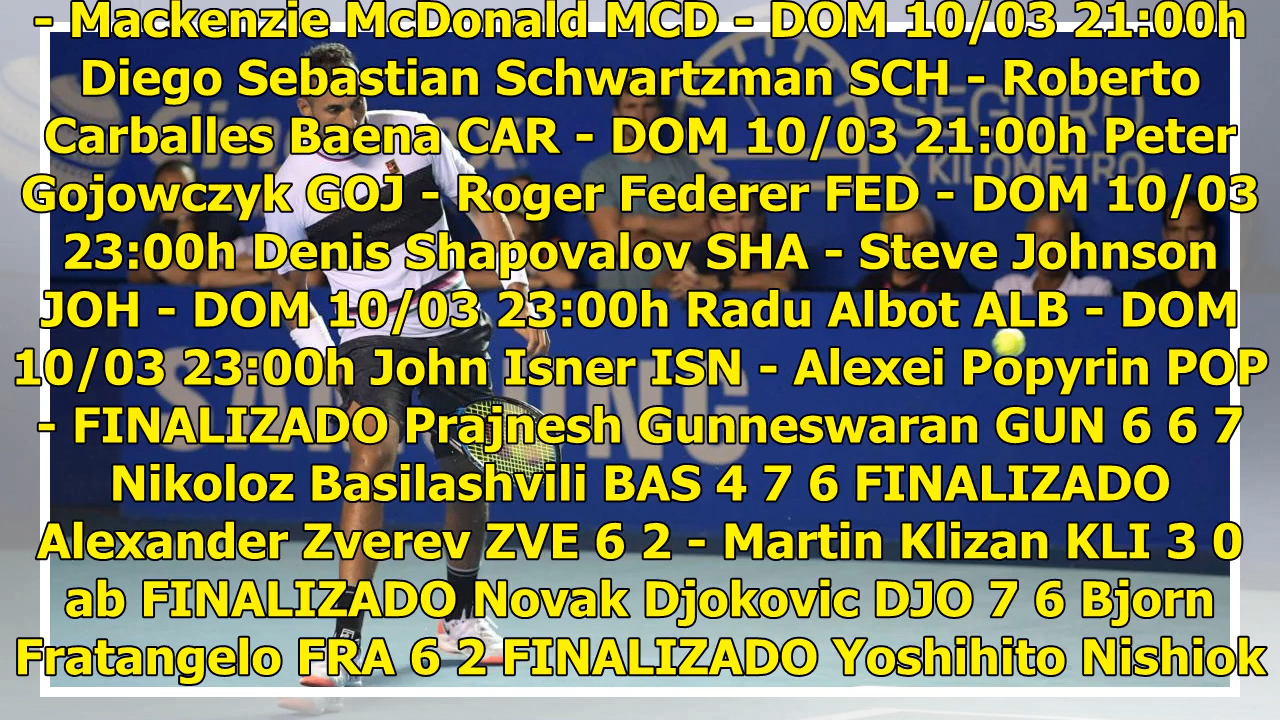 - Mackenzie McDonald MCD - DOM 10/03 21:00h
Diego Sebastian Schwartzman SCH - Roberto
Carballes Baena CAR - DOM 10/03 21:00h Peter
Gojowczyk GOJ - Roger Federer FED - DOM 10/03
23:00h Denis Shapovalov SHA - Steve Johnson
JOH - DOM 10/03 23:00h Radu Albot ALB - DOM
10/03 23:00h John Isner ISN - Alexei Popyrin POP
- FINALIZADO Prajnesh Gunneswaran GUN 6 6 7
Nikoloz Basilashvili BAS 4 7 6 FINALIZADO
Alexander Zverev ZVE 6 2 - Martin Klizan KLI 3 0
ab FINALIZADO Novak Djokovic DJO 7 6 Bjorn
Fratangelo FRA 6 2 FINALIZADO Yoshihito Nishiok
SEGURO
X KILOMETRO
SAMSUNG